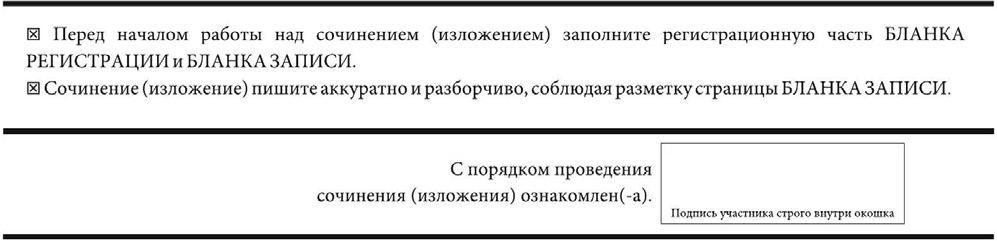 ☒ Перед началом работы над сочинением (изложением) заполните регистрационную часть БЛАНКА
РЕГИСТРАЦИИ и БЛАНКА ЗАПИСИ.
☒ Сочинение (изложение) пишите аккуратно и разборчиво, соблюдая разметку страницы БЛАНКА ЗАПИСИ.
С порядком проведения
сочинения (изложения) ознакомлен(-а).
Подпись участника строго внутри окошка